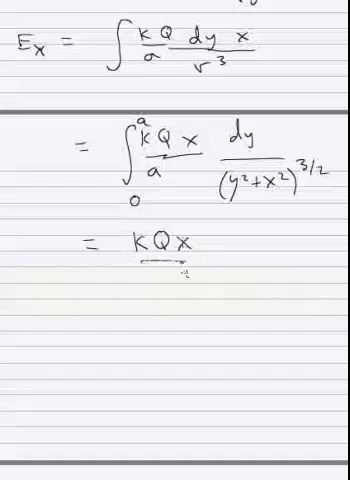 Eₓ = ∫ kQ/a dy x/r³
= ∫₀ᵃ kQx/a dy/(y²+x²)^3/2
= kQx